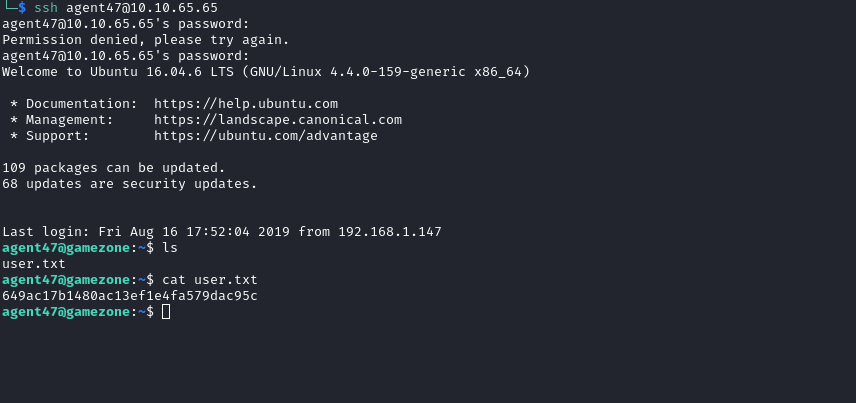 └─$ ssh agent47@10.10.65.65
agent47@10.10.65.65's password:
Permission denied, please try again.
agent47@10.10.65.65's password:
Welcome to Ubuntu 16.04.6 LTS (GNU/Linux 4.4.0-159-generic x86_64)
* Documentation:  https://help.ubuntu.com
* Management:     https://landscape.canonical.com
* Support:        https://ubuntu.com/advantage
109 packages can be updated.
68 updates are security updates.
Last login: Fri Aug 16 17:52:04 2019 from 192.168.1.147
agent47@gamezone:~$ ls
user.txt
agent47@gamezone:~$ cat user.txt
649ac17b1480ac13ef1e4fa579dac95c
agent47@gamezone:~$